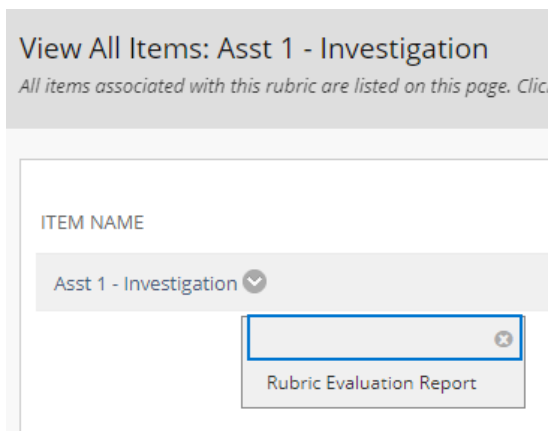 View All Items: Asst 1 - Investigation
All items associated with this rubric are listed on this page.
ITEM NAME
Asst 1 - Investigation
Rubric Evaluation Report